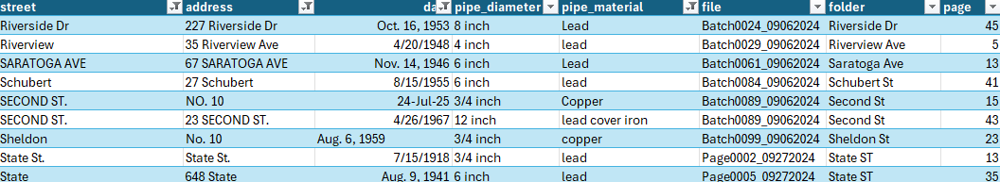 street address da pipe_diameter pipe_material file folder page
Riverside Dr 227 Riverside Dr Oct. 16, 1953 8 inch Lead Batch0024_09062024 Riverside Dr 45
Riverview 35 Riverview Ave 4/20/1948 4 inch lead Batch0029_09062024 Riverview Ave 5
SARATOGA AVE 67 SARATOGA AVE Nov. 14, 1946 6 inch Lead Batch0061_09062024 Saratoga Ave 13
Schubert 27 Schubert 8/15/1955 6 inch lead Batch0084_09062024 Schubert St 41
SECOND ST. NO. 10 24-Jul-25 3/4 inch Copper Batch0089_09062024 Second St 15
SECOND ST. 23 SECOND ST. 4/26/1967 12 inch lead cover iron Batch0089_09062024 Second St 43
Sheldon No. 10 Aug. 6, 1959 3/4 inch copper Batch0099_09062024 Sheldon St 23
State St. State St. 7/15/1918 3/4 inch lead Page0002_09272024 State ST 13
State 648 State Aug. 9, 1941 6 inch lead Page0005_09272024 State ST 35